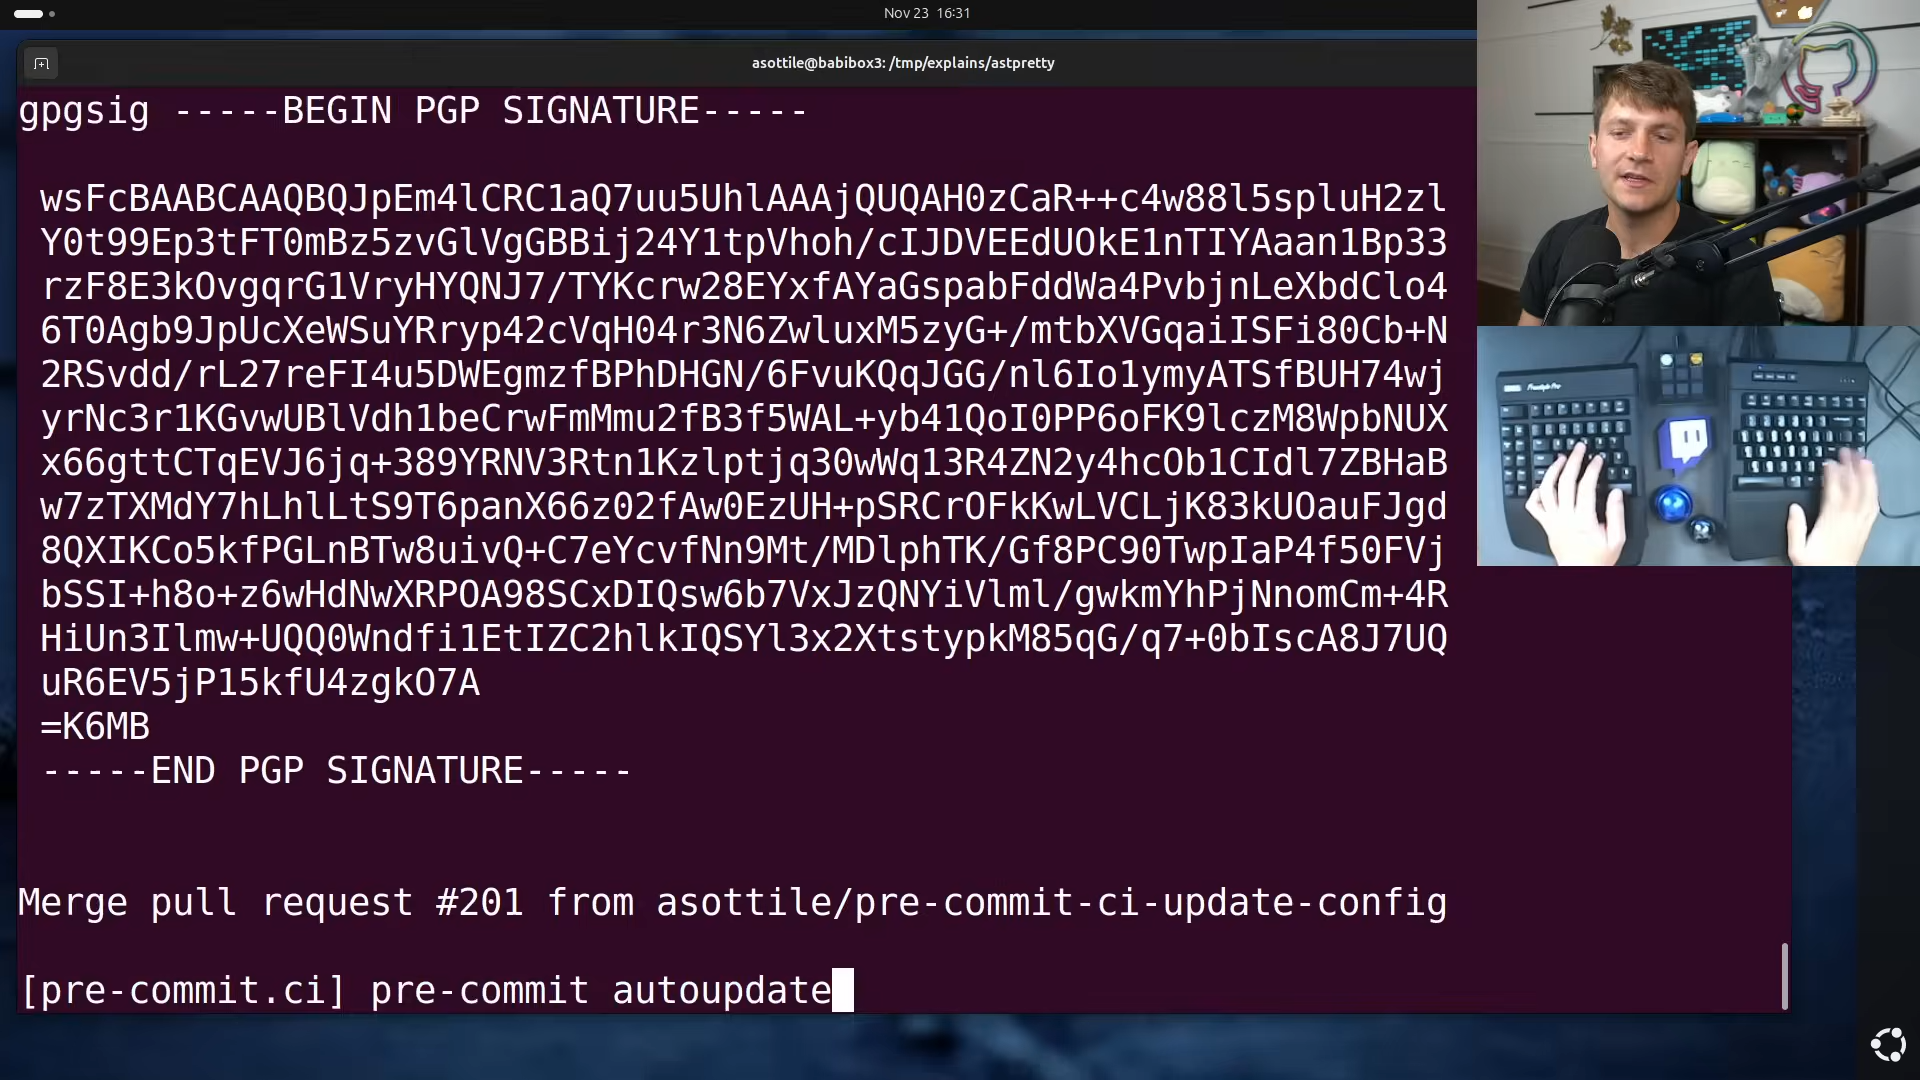 Nov 23 16:31
asottile@babibox3: /tmp/explains/astpretty
gpgsig -----BEGIN PGP SIGNATURE-----
wsFcBAABCAAQBQJpEm4lCRC1aQ7uu5UhlAAAjQUQAH0zCaR++c4w88l5spluH2zl
Y0t99Ep3tFT0mBz5zvGlVgGBBij24Y1tpVhoh/cIJDVEEdUOkE1nTIYAaan1Bp33
rzF8E3kOvgqrG1VryHYQNJ7/TYKcrw28EYxfAYaGspabFddWa4PvbjnLeXbdClo4
6T0Agb9JpUcXeWSuYRryp42cVqH04r3N6ZwluxM5zyG+/mtbXVGqaiISFi80Cb+N
2RSvdd/rL27reFI4u5DWEgmzfBPhDHGN/6FvuKQqJGG/nl6Io1ymyATSfBUH74wj
yrNc3r1KGvwUBlVdh1beCrwFmMmu2fB3f5WAL+yb41QoI0PP6oFK9lczM8WpbNUX
x66gttCTqEVJ6jq+389YRNV3Rtn1Kzlptjq30wWq13R4ZN2y4hcOb1CIdl7ZBHaB
w7zTXMdY7hLhlLtS9T6panX66z02fAw0EzUH+pSRCrOFkKwLVCLjK83kUOauFJgd
8QXIKCo5kfPGLnBTw8uivQ+C7eYcvfNn9Mt/MDlphTK/Gf8PC90TwpIaP4f50FVj
bSSI+h8o+z6wHdNwXRPOA98SCxDIQsw6b7VxJzQNYiVlml/gwkmYhPjNnomCm+4R
HiUn3Ilmw+UQQ0Wndfi1EtIZC2hlkIQSYl3x2XtstypkM85qG/q7+0bIscA8J7UQ
uR6EV5jP15kfU4zgkO7A
=K6MB
-----END PGP SIGNATURE-----
Merge pull request #201 from asottile/pre-commit-ci-update-config
[pre-commit.ci] pre-commit autoupdate
Freestyle Pro